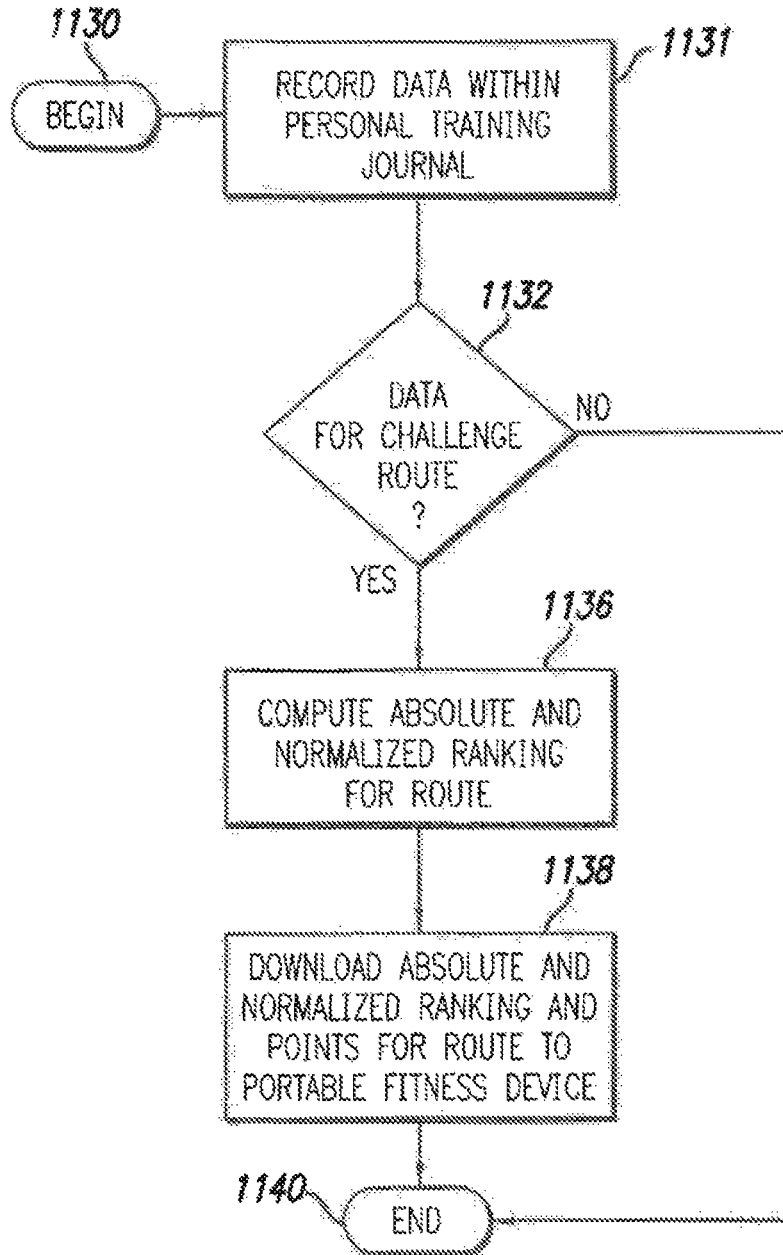 1130
BEGIN
1131
RECORD DATA WITHIN
PERSONAL TRAINING
JOURNAL
1132
DATA
FOR CHALLENGE
ROUTE
?
NO
YES
1136
COMPUTE ABSOLUTE AND
NORMALIZED RANKING
FOR ROUTE
1138
DOWNLOAD ABSOLUTE AND
NORMALIZED RANKING AND
POINTS FOR ROUTE TO
PORTABLE FITNESS DEVICE
1140
END